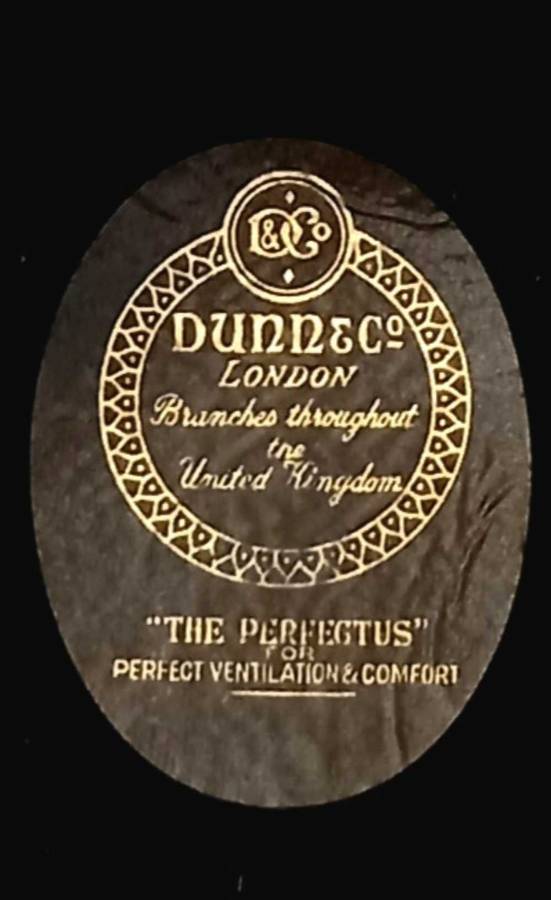 D&Co
DUNN&Co
LONDON
Branches throughout
the
United Kingdom
"THE PERFECTUS"
FOR
PERFECT VENTILATION & COMFORT